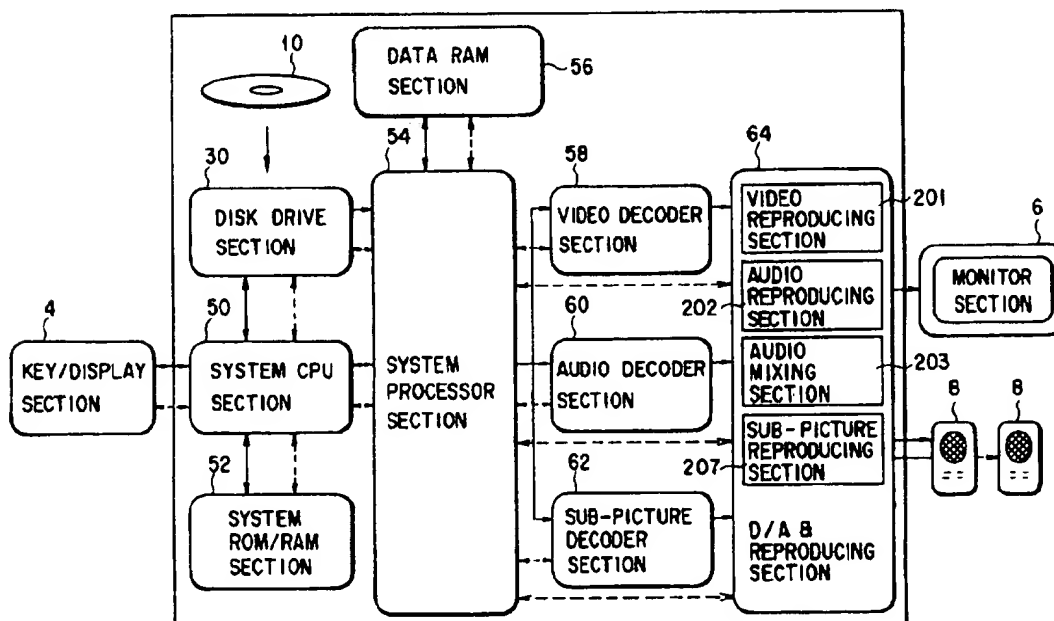 10
DATA RAM
SECTION
56
54
30
DISK DRIVE
SECTION
58
VIDEO DECODER
SECTION
64
VIDEO
REPRODUCING
SECTION
201
6
MONITOR
SECTION
AUDIO
REPRODUCING
SECTION
202
4
KEY/DISPLAY
SECTION
50
SYSTEM CPU
SECTION
SYSTEM
PROCESSOR
SECTION
60
AUDIO DECODER
SECTION
AUDIO
MIXING
SECTION
203
8
8
SUB-PICTURE
REPRODUCING
SECTION
207
52
SYSTEM
ROM/RAM
SECTION
62
SUB-PICTURE
DECODER
SECTION
D/A &
REPRODUCING
SECTION